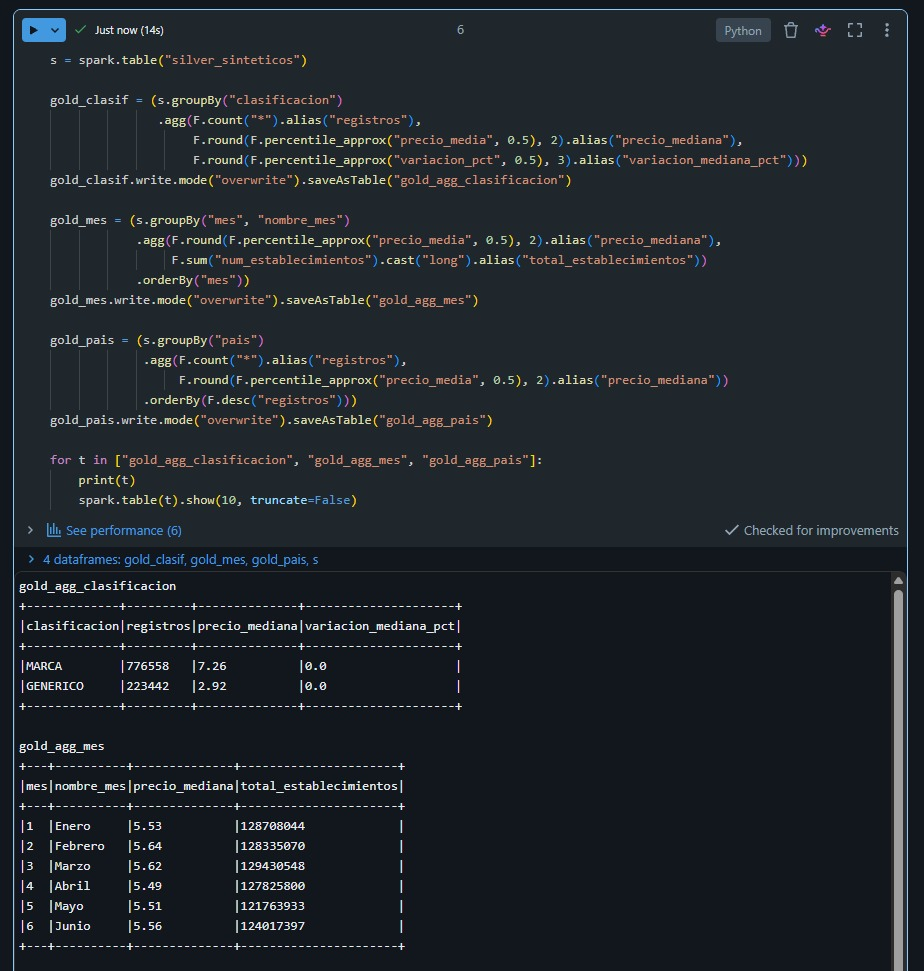 Just now (14s)
6
Python
s = spark.table("silver_sinteticos")
gold_clasif = (s.groupBy("clasificacion")
.agg(F.count("*").alias("registros"),
F.round(F.percentile_approx("precio_media", 0.5), 2).alias("precio_mediana"),
F.round(F.percentile_approx("variacion_pct", 0.5), 3).alias("variacion_mediana_pct")))
gold_clasif.write.mode("overwrite").saveAsTable("gold_agg_clasificacion")
gold_mes = (s.groupBy("mes", "nombre_mes")
.agg(F.round(F.percentile_approx("precio_media", 0.5), 2).alias("precio_mediana"),
F.sum("num_establecimientos").cast("long").alias("total_establecimientos"))
.orderBy("mes"))
gold_mes.write.mode("overwrite").saveAsTable("gold_agg_mes")
gold_pais = (s.groupBy("pais")
.agg(F.count("*").alias("registros"),
F.round(F.percentile_approx("precio_media", 0.5), 2).alias("precio_mediana"))
.orderBy(F.desc("registros")))
gold_pais.write.mode("overwrite").saveAsTable("gold_agg_pais")
for t in ["gold_agg_clasificacion", "gold_agg_mes", "gold_agg_pais"]:
print(t)
spark.table(t).show(10, truncate=False)
See performance (6)
Checked for improvements
4 dataframes: gold_clasif, gold_mes, gold_pais, s
gold_agg_clasificacion
+-------------+---------+--------------+---------------------+
|clasificacion|registros|precio_mediana|variacion_mediana_pct|
+-------------+---------+--------------+---------------------+
|MARCA        |776558   |7.26          |0.0                  |
|GENERICO     |223442   |2.92          |0.0                  |
+-------------+---------+--------------+---------------------+
gold_agg_mes
+---+----------+--------------+----------------------+
|mes|nombre_mes|precio_mediana|total_establecimientos|
+---+----------+--------------+----------------------+
|1  |Enero     |5.53          |128708044             |
|2  |Febrero   |5.64          |128335070             |
|3  |Marzo     |5.62          |129430548             |
|4  |Abril     |5.49          |127825800             |
|5  |Mayo      |5.51          |121763933             |
|6  |Junio     |5.56          |124017397             |
+---+----------+--------------+----------------------+